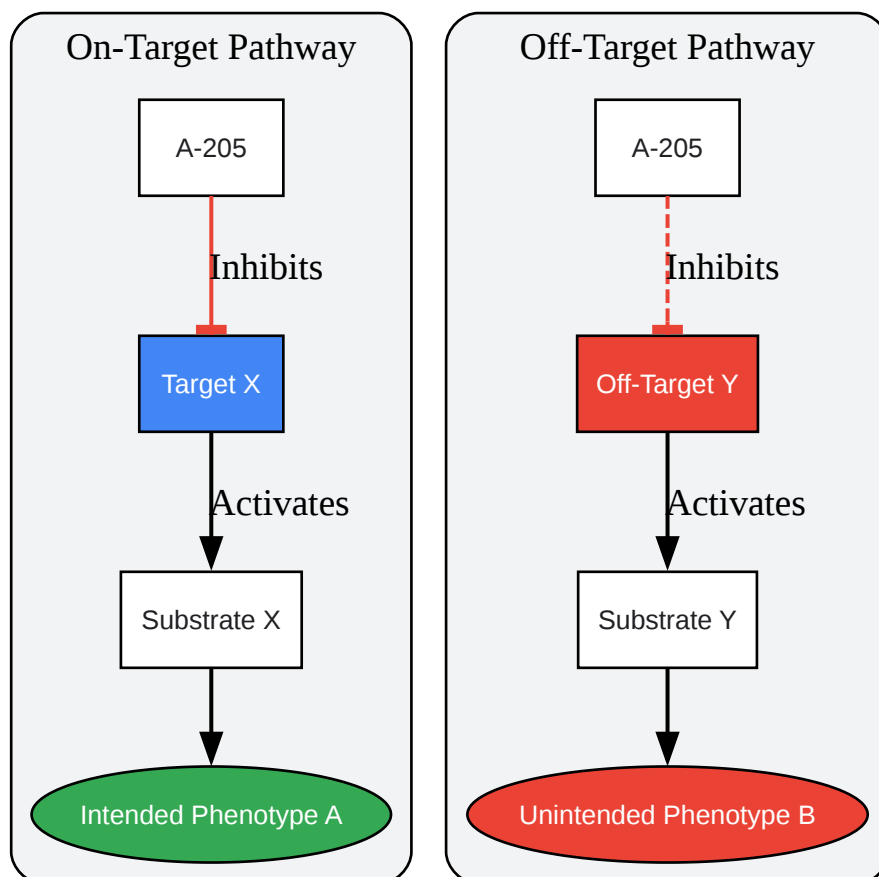 On-Target Pathway
A-205
Inhibits
Target X
Activates
Substrate X
Intended Phenotype A
Off-Target Pathway
A-205
Inhibits
Off-Target Y
Activates
Substrate Y
Unintended Phenotype B